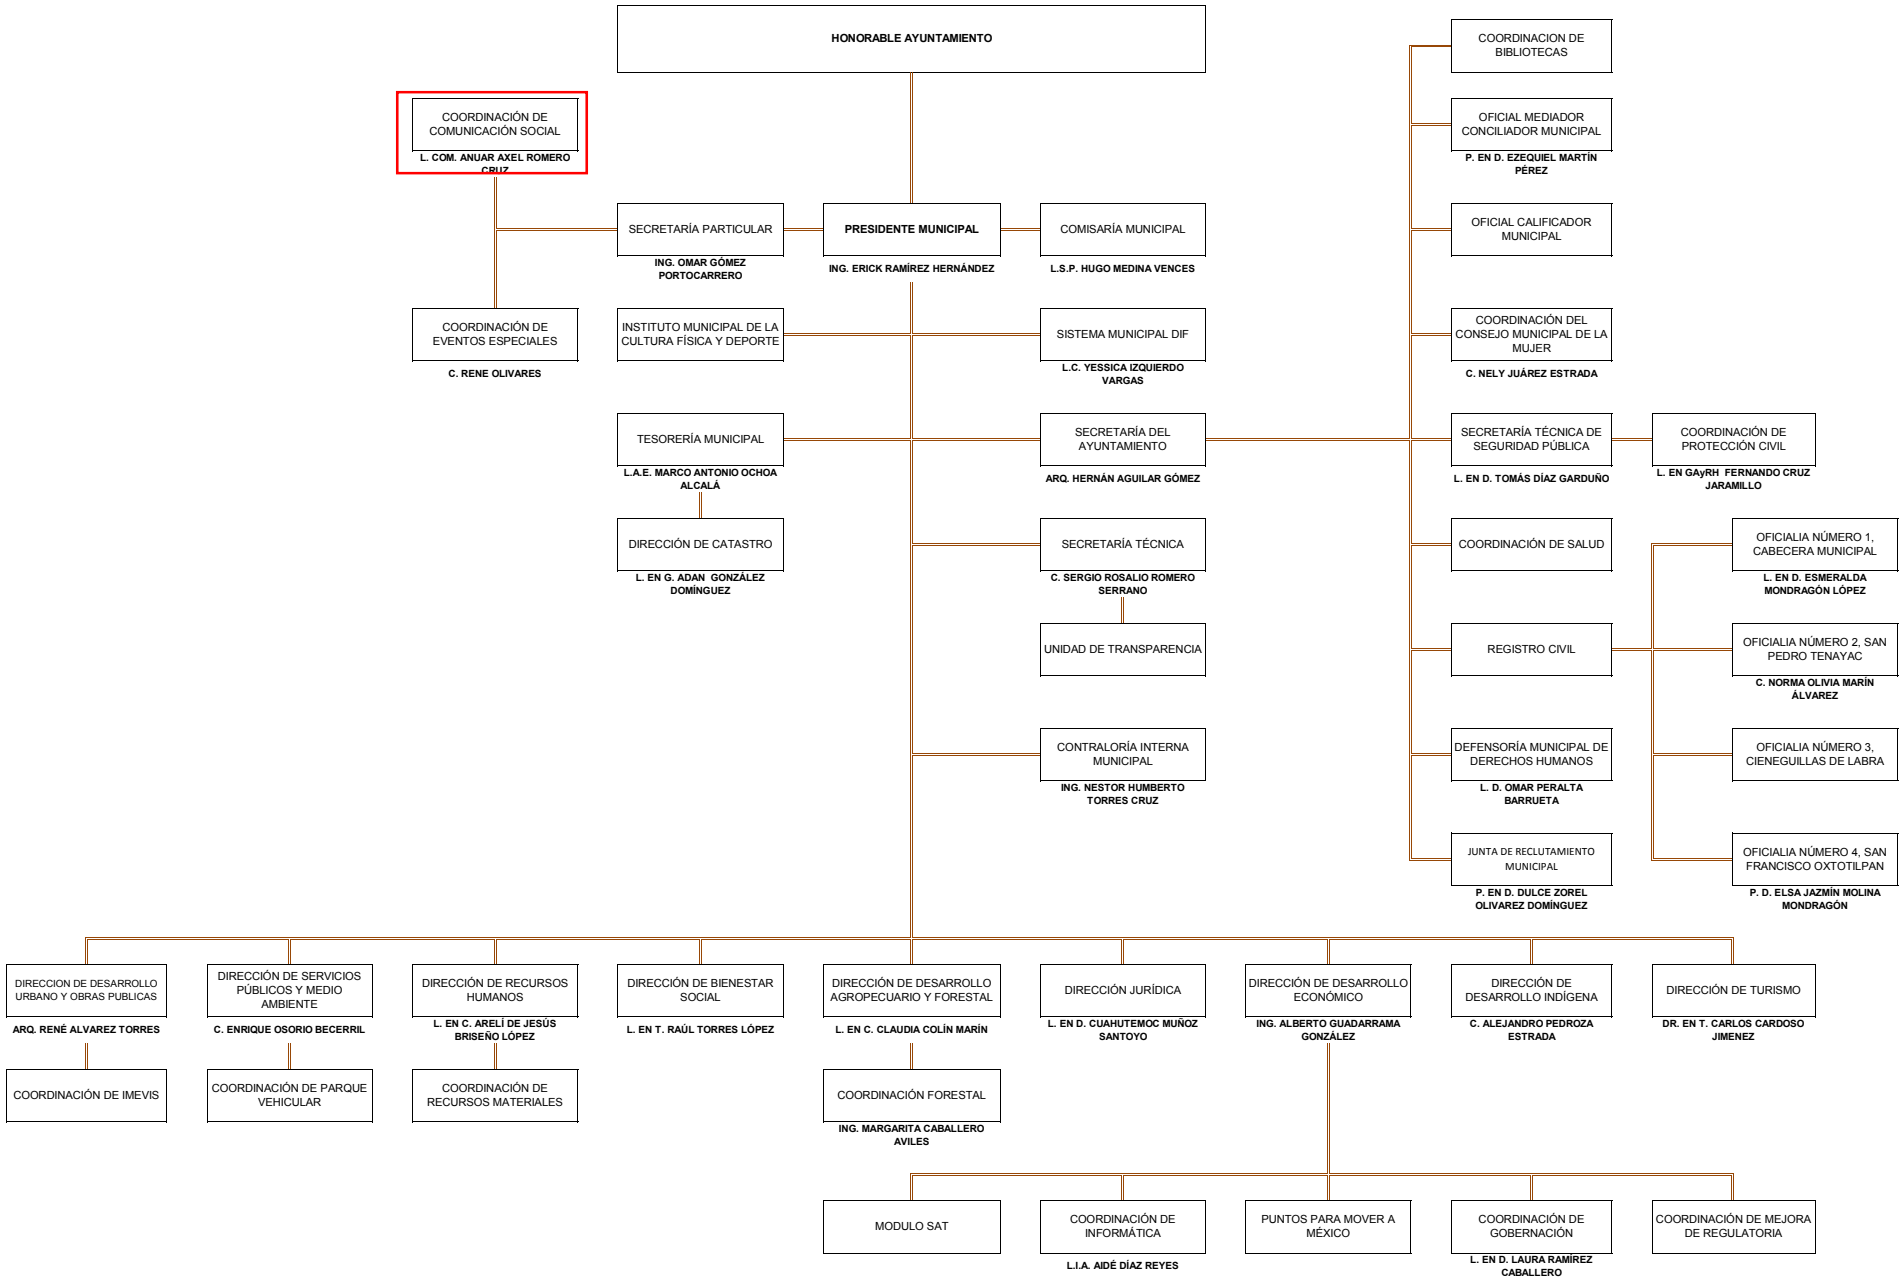 HONORABLE AYUNTAMIENTO
COORDINACION DE
BIBLIOTECAS
COORDINACIÓN DE
COMUNICACIÓN SOCIAL
L. COM. ANUAR AXEL ROMERO
CRUZ
OFICIAL MEDIADOR
CONCILIADOR MUNICIPAL
P. EN D. EZEQUIEL MARTÍN
PÉREZ
SECRETARÍA PARTICULAR
ING. OMAR GÓMEZ
PORTOCARRERO
PRESIDENTE MUNICIPAL
ING. ERICK RAMÍREZ HERNÁNDEZ
COMISARÍA MUNICIPAL
L.S.P. HUGO MEDINA VENCES
OFICIAL CALIFICADOR
MUNICIPAL
COORDINACIÓN DE
EVENTOS ESPECIALES
C. RENE OLIVARES
INSTITUTO MUNICIPAL DE LA
CULTURA FÍSICA Y DEPORTE
SISTEMA MUNICIPAL DIF
L.C. YESSICA IZQUIERDO
VARGAS
COORDINACIÓN DEL
CONSEJO MUNICIPAL DE LA
MUJER
C. NELY JUÁREZ ESTRADA
TESORERÍA MUNICIPAL
L.A.E. MARCO ANTONIO OCHOA
ALCALÁ
SECRETARÍA DEL
AYUNTAMIENTO
ARQ. HERNÁN AGUILAR GÓMEZ
SECRETARÍA TÉCNICA DE
SEGURIDAD PÚBLICA
L. EN D. TOMÁS DÍAZ GARDUÑO
COORDINACIÓN DE
PROTECCIÓN CIVIL
L. EN GAyRH  FERNANDO CRUZ
JARAMILLO
DIRECCIÓN DE CATASTRO
L. EN G. ADAN  GONZÁLEZ
DOMÍNGUEZ
SECRETARÍA TÉCNICA
C. SERGIO ROSALIO ROMERO
SERRANO
COORDINACIÓN DE SALUD
OFICIALIA NÚMERO 1,
CABECERA MUNICIPAL
L. EN D. ESMERALDA
MONDRAGÓN LÓPEZ
UNIDAD DE TRANSPARENCIA
REGISTRO CIVIL
OFICIALIA NÚMERO 2, SAN
PEDRO TENAYAC
C. NORMA OLIVIA MARÍN
ÁLVAREZ
CONTRALORÍA INTERNA
MUNICIPAL
ING. NESTOR HUMBERTO
TORRES CRUZ
DEFENSORÍA MUNICIPAL DE
DERECHOS HUMANOS
L. D. OMAR PERALTA
BARRUETA
OFICIALIA NÚMERO 3,
CIENEGUILLAS DE LABRA
JUNTA DE RECLUTAMIENTO
MUNICIPAL
P. EN D. DULCE ZOREL
OLIVAREZ DOMÍNGUEZ
OFICIALIA NÚMERO 4, SAN
FRANCISCO OXTOTILPAN
P. D. ELSA JAZMÍN MOLINA
MONDRAGÓN
DIRECCION DE DESARROLLO
URBANO Y OBRAS PUBLICAS
ARQ. RENÉ ALVAREZ TORRES
DIRECCIÓN DE SERVICIOS
PÚBLICOS Y MEDIO
AMBIENTE
C. ENRIQUE OSORIO BECERRIL
DIRECCIÓN DE RECURSOS
HUMANOS
L. EN C. ARELÍ DE JESÚS
BRISEÑO LÓPEZ
DIRECCIÓN DE BIENESTAR
SOCIAL
L. EN T. RAÚL TORRES LÓPEZ
DIRECCIÓN DE DESARROLLO
AGROPECUARIO Y FORESTAL
L. EN C. CLAUDIA COLÍN MARÍN
DIRECCIÓN JURÍDICA
L. EN D. CUAHUTEMOC MUÑOZ
SANTOYO
DIRECCIÓN DE DESARROLLO
ECONÓMICO
ING. ALBERTO GUADARRAMA
GONZÁLEZ
DIRECCIÓN DE
DESARROLLO INDÍGENA
C. ALEJANDRO PEDROZA
ESTRADA
DIRECCIÓN DE TURISMO
DR. EN T. CARLOS CARDOSO
JIMENEZ
COORDINACIÓN DE IMEVIS
COORDINACIÓN DE PARQUE
VEHICULAR
COORDINACIÓN DE
RECURSOS MATERIALES
COORDINACIÓN FORESTAL
ING. MARGARITA CABALLERO
AVILES
MODULO SAT
COORDINACIÓN DE
INFORMÁTICA
L.I.A. AIDÉ DÍAZ REYES
PUNTOS PARA MOVER A
MÉXICO
COORDINACIÓN DE
GOBERNACIÓN
L. EN D. LAURA RAMÍREZ
CABALLERO
COORDINACIÓN DE MEJORA
DE REGULATORIA